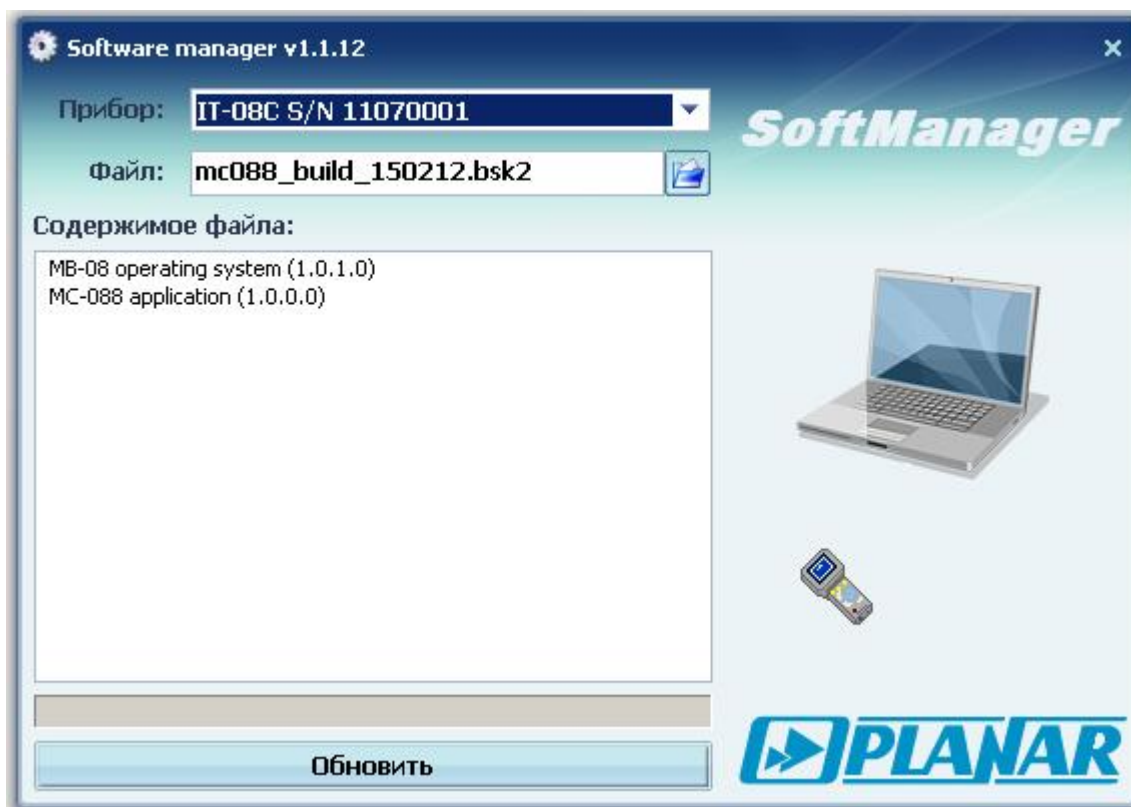 Software manager v1.1.12
Прибор: IT-08C S/N 11070001
SoftManager
Файл: mc088_build_150212.bsk2
Содержимое файла:
MB-08 operating system (1.0.1.0)
MC-088 application (1.0.0.0)
Обновить
PLANAR